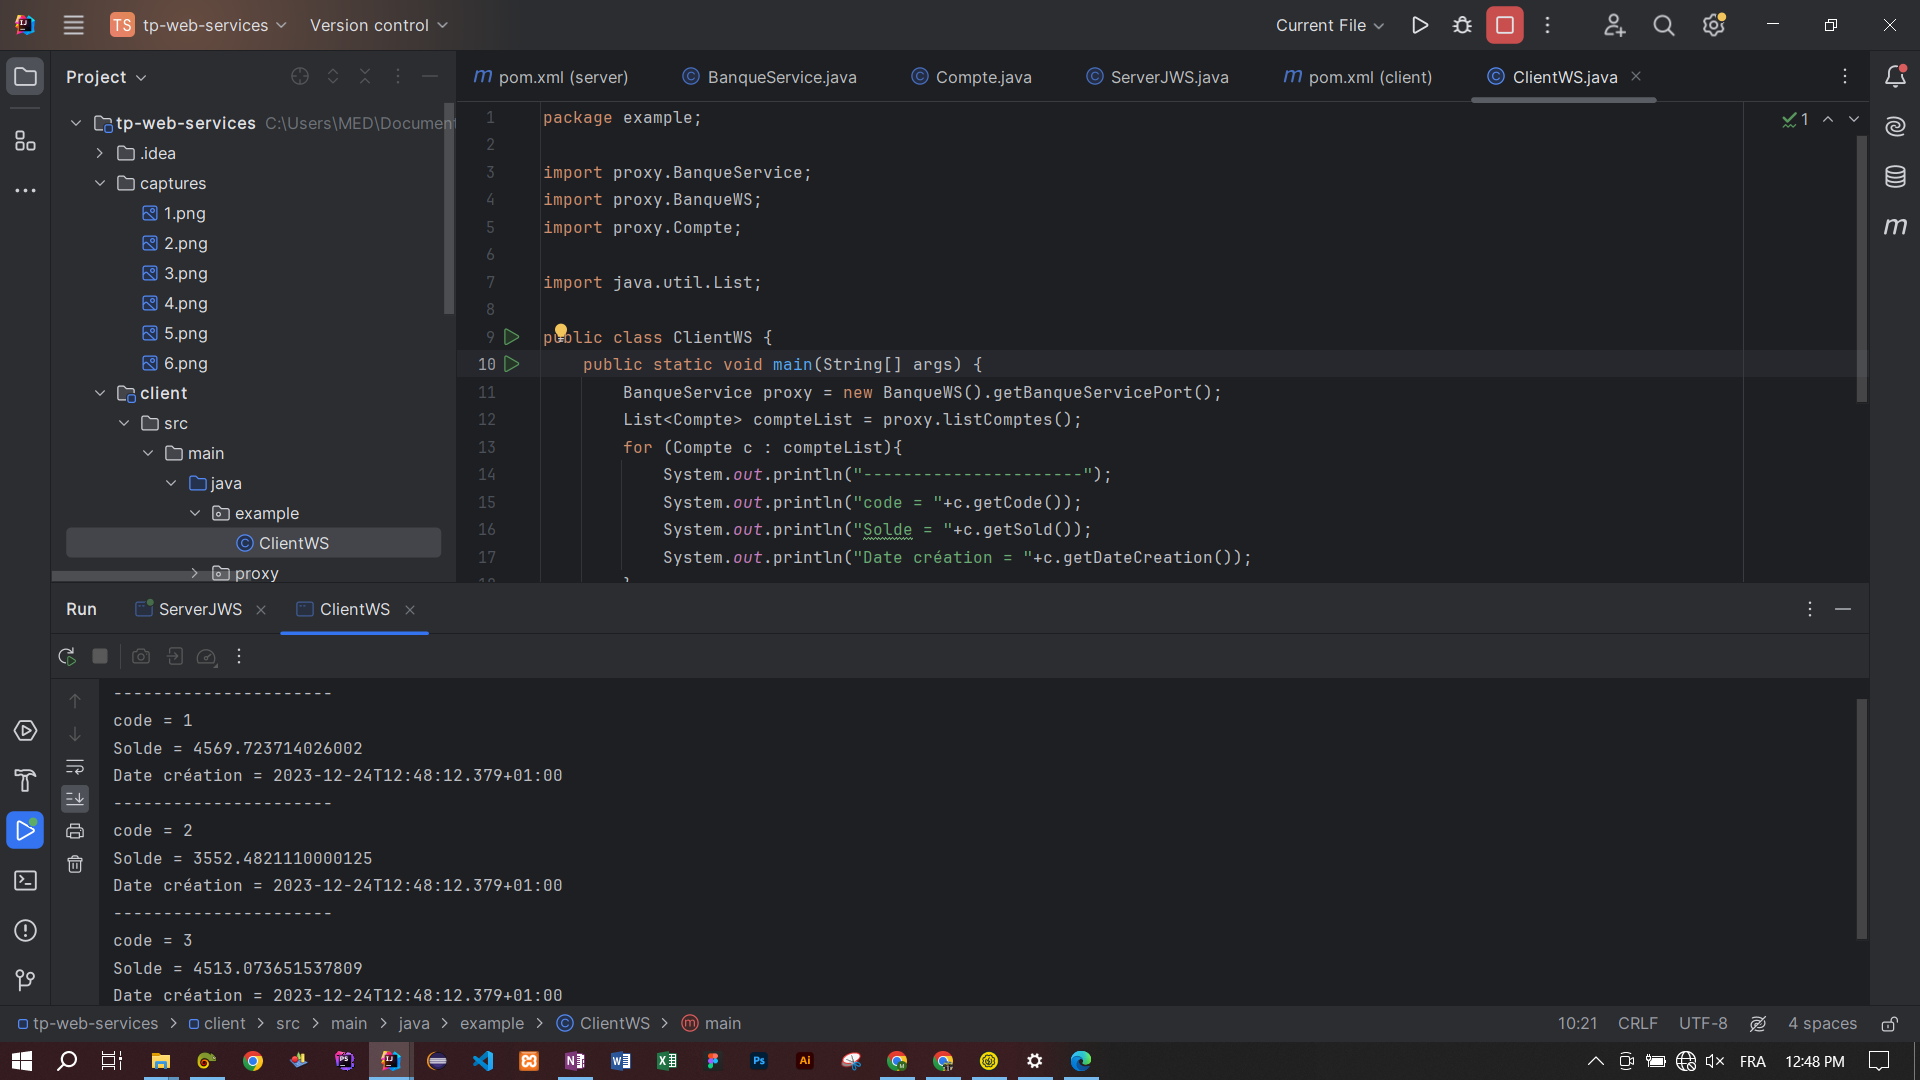 TS tp-web-services Version control Current File
Project
pom.xml (server) BanqueService.java Compte.java ServerJWS.java pom.xml (client) ClientWS.java
tp-web-services C:\Users\MED\Document
.idea
captures
1.png
2.png
3.png
4.png
5.png
6.png
client
src
main
java
example
ClientWS
proxy
1 package example;
2
3 import proxy.BanqueService;
4 import proxy.BanqueWS;
5 import proxy.Compte;
6
7 import java.util.List;
8
9 public class ClientWS {
10 public static void main(String[] args) {
11 BanqueService proxy = new BanqueWS().getBanqueServicePort();
12 List<Compte> compteList = proxy.listComptes();
13 for (Compte c : compteList){
14 System.out.println("----------------------");
15 System.out.println("code = "+c.getCode());
16 System.out.println("Solde = "+c.getSold());
17 System.out.println("Date création = "+c.getDateCreation());
1
Run ServerJWS ClientWS
----------------------
code = 1
Solde = 4569.723714026002
Date création = 2023-12-24T12:48:12.379+01:00
----------------------
code = 2
Solde = 3552.4821110000125
Date création = 2023-12-24T12:48:12.379+01:00
----------------------
code = 3
Solde = 4513.073651537809
Date création = 2023-12-24T12:48:12.379+01:00
tp-web-services > client > src > main > java > example > ClientWS > main
10:21 CRLF UTF-8 4 spaces
FRA 12:48 PM